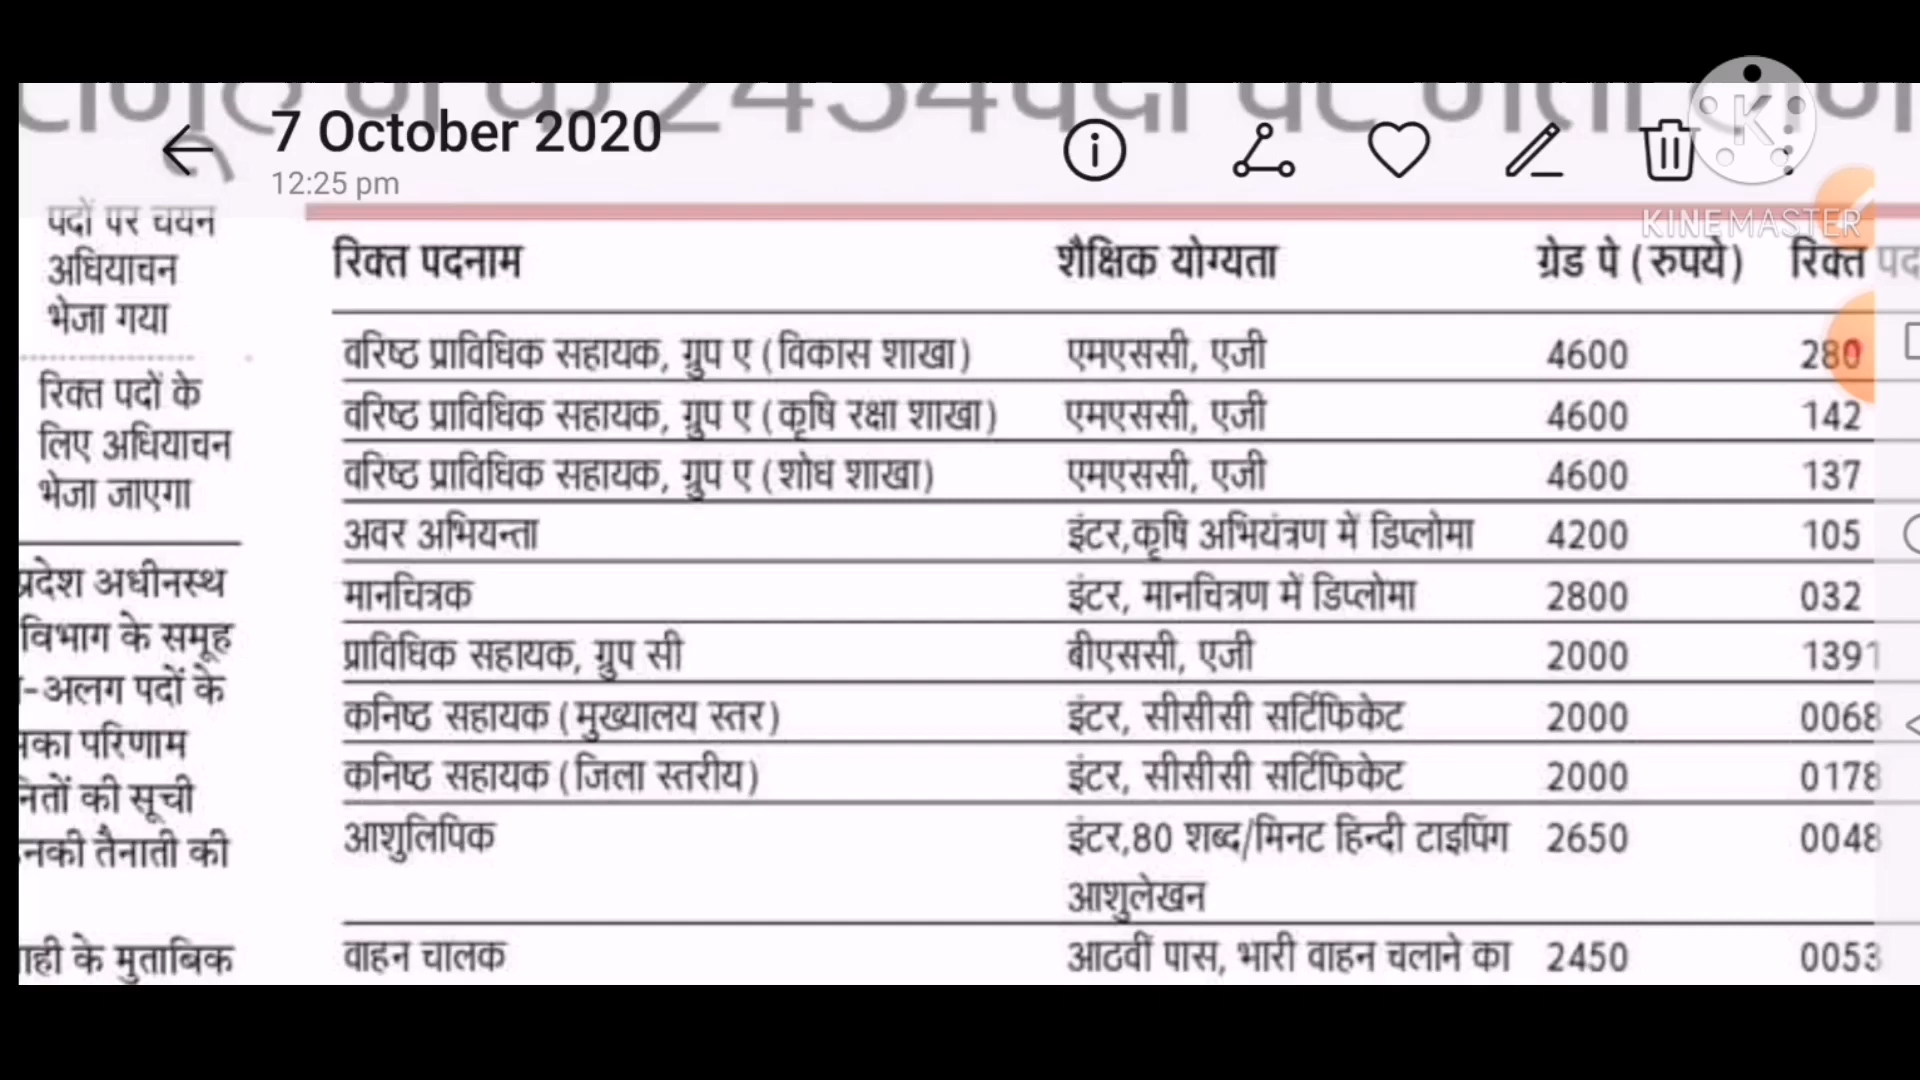 7 October 2020
12:25 pm
KINEMASTER
पदों पर चयन
अधियाचन
भेजा गया
रिक्त पदों के
लिए अधियाचन
भेजा जाएगा
प्रदेश अधीनस्थ
विभाग के समूह
-अलग पदों के
परिणाम
की सूची
तैनाती की
के मुताबिक
रिक्त पदनाम शैक्षिक योग्यता ग्रेड पे (रुपये) रिक्त पद
वरिष्ठ प्राविधिक सहायक, ग्रुप ए (विकास शाखा) एमएससी, एजी 4600 280
वरिष्ठ प्राविधिक सहायक, ग्रुप ए (कृषि रक्षा शाखा) एमएससी, एजी 4600 142
वरिष्ठ प्राविधिक सहायक, ग्रुप ए (शोध शाखा) एमएससी, एजी 4600 137
अवर अभियन्ता इंटर,कृषि अभियंत्रण में डिप्लोमा 4200 105
मानचित्रक इंटर, मानचित्रण में डिप्लोमा 2800 032
प्राविधिक सहायक, ग्रुप सी बीएससी, एजी 2000 1391
कनिष्ठ सहायक (मुख्यालय स्तर) इंटर, सीसीसी सर्टिफिकेट 2000 0068
कनिष्ठ सहायक (जिला स्तरीय) इंटर, सीसीसी सर्टिफिकेट 2000 0178
आशुलिपिक इंटर,80 शब्द/मिनट हिन्दी टाइपिंग 2650 0048
आशुलेखन
वाहन चालक आठवीं पास, भारी वाहन चलाने का 2450 0053